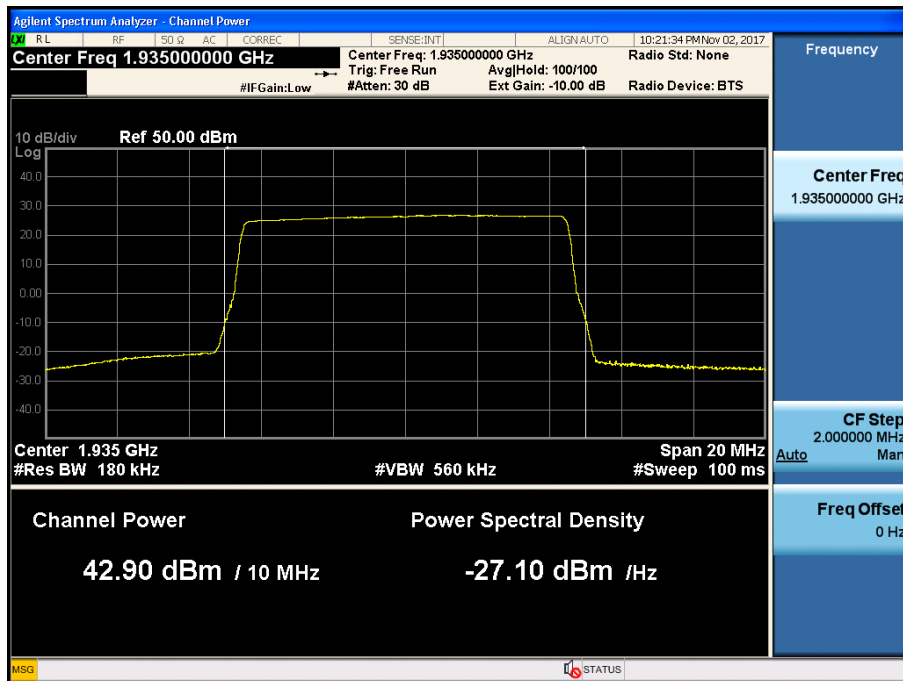 Agilent Spectrum Analyzer - Channel Power
LXI RL RF 50 Ω AC CORREC SENSE:INT ALIGN AUTO 10:21:34 PM Nov 02, 2017
Center Freq 1.935000000 GHz Center Freq: 1.935000000 GHz Radio Std: None
Trig: Free Run Avg|Hold: 100/100
#IFGain:Low #Atten: 30 dB Ext Gain: -10.00 dB Radio Device: BTS
Frequency
10 dB/div Ref 50.00 dBm
Log
40.0
30.0
20.0
10.0
0.00
-10.0
-20.0
-30.0
-40.0
Center 1.935 GHz Span 20 MHz
#Res BW 180 kHz #VBW 560 kHz #Sweep 100 ms
Channel Power Power Spectral Density
42.90 dBm / 10 MHz -27.10 dBm /Hz
Center Freq
1.935000000 GHz
CF Step
2.000000 MHz
Auto Man
Freq Offset
0 Hz
MSG STATUS